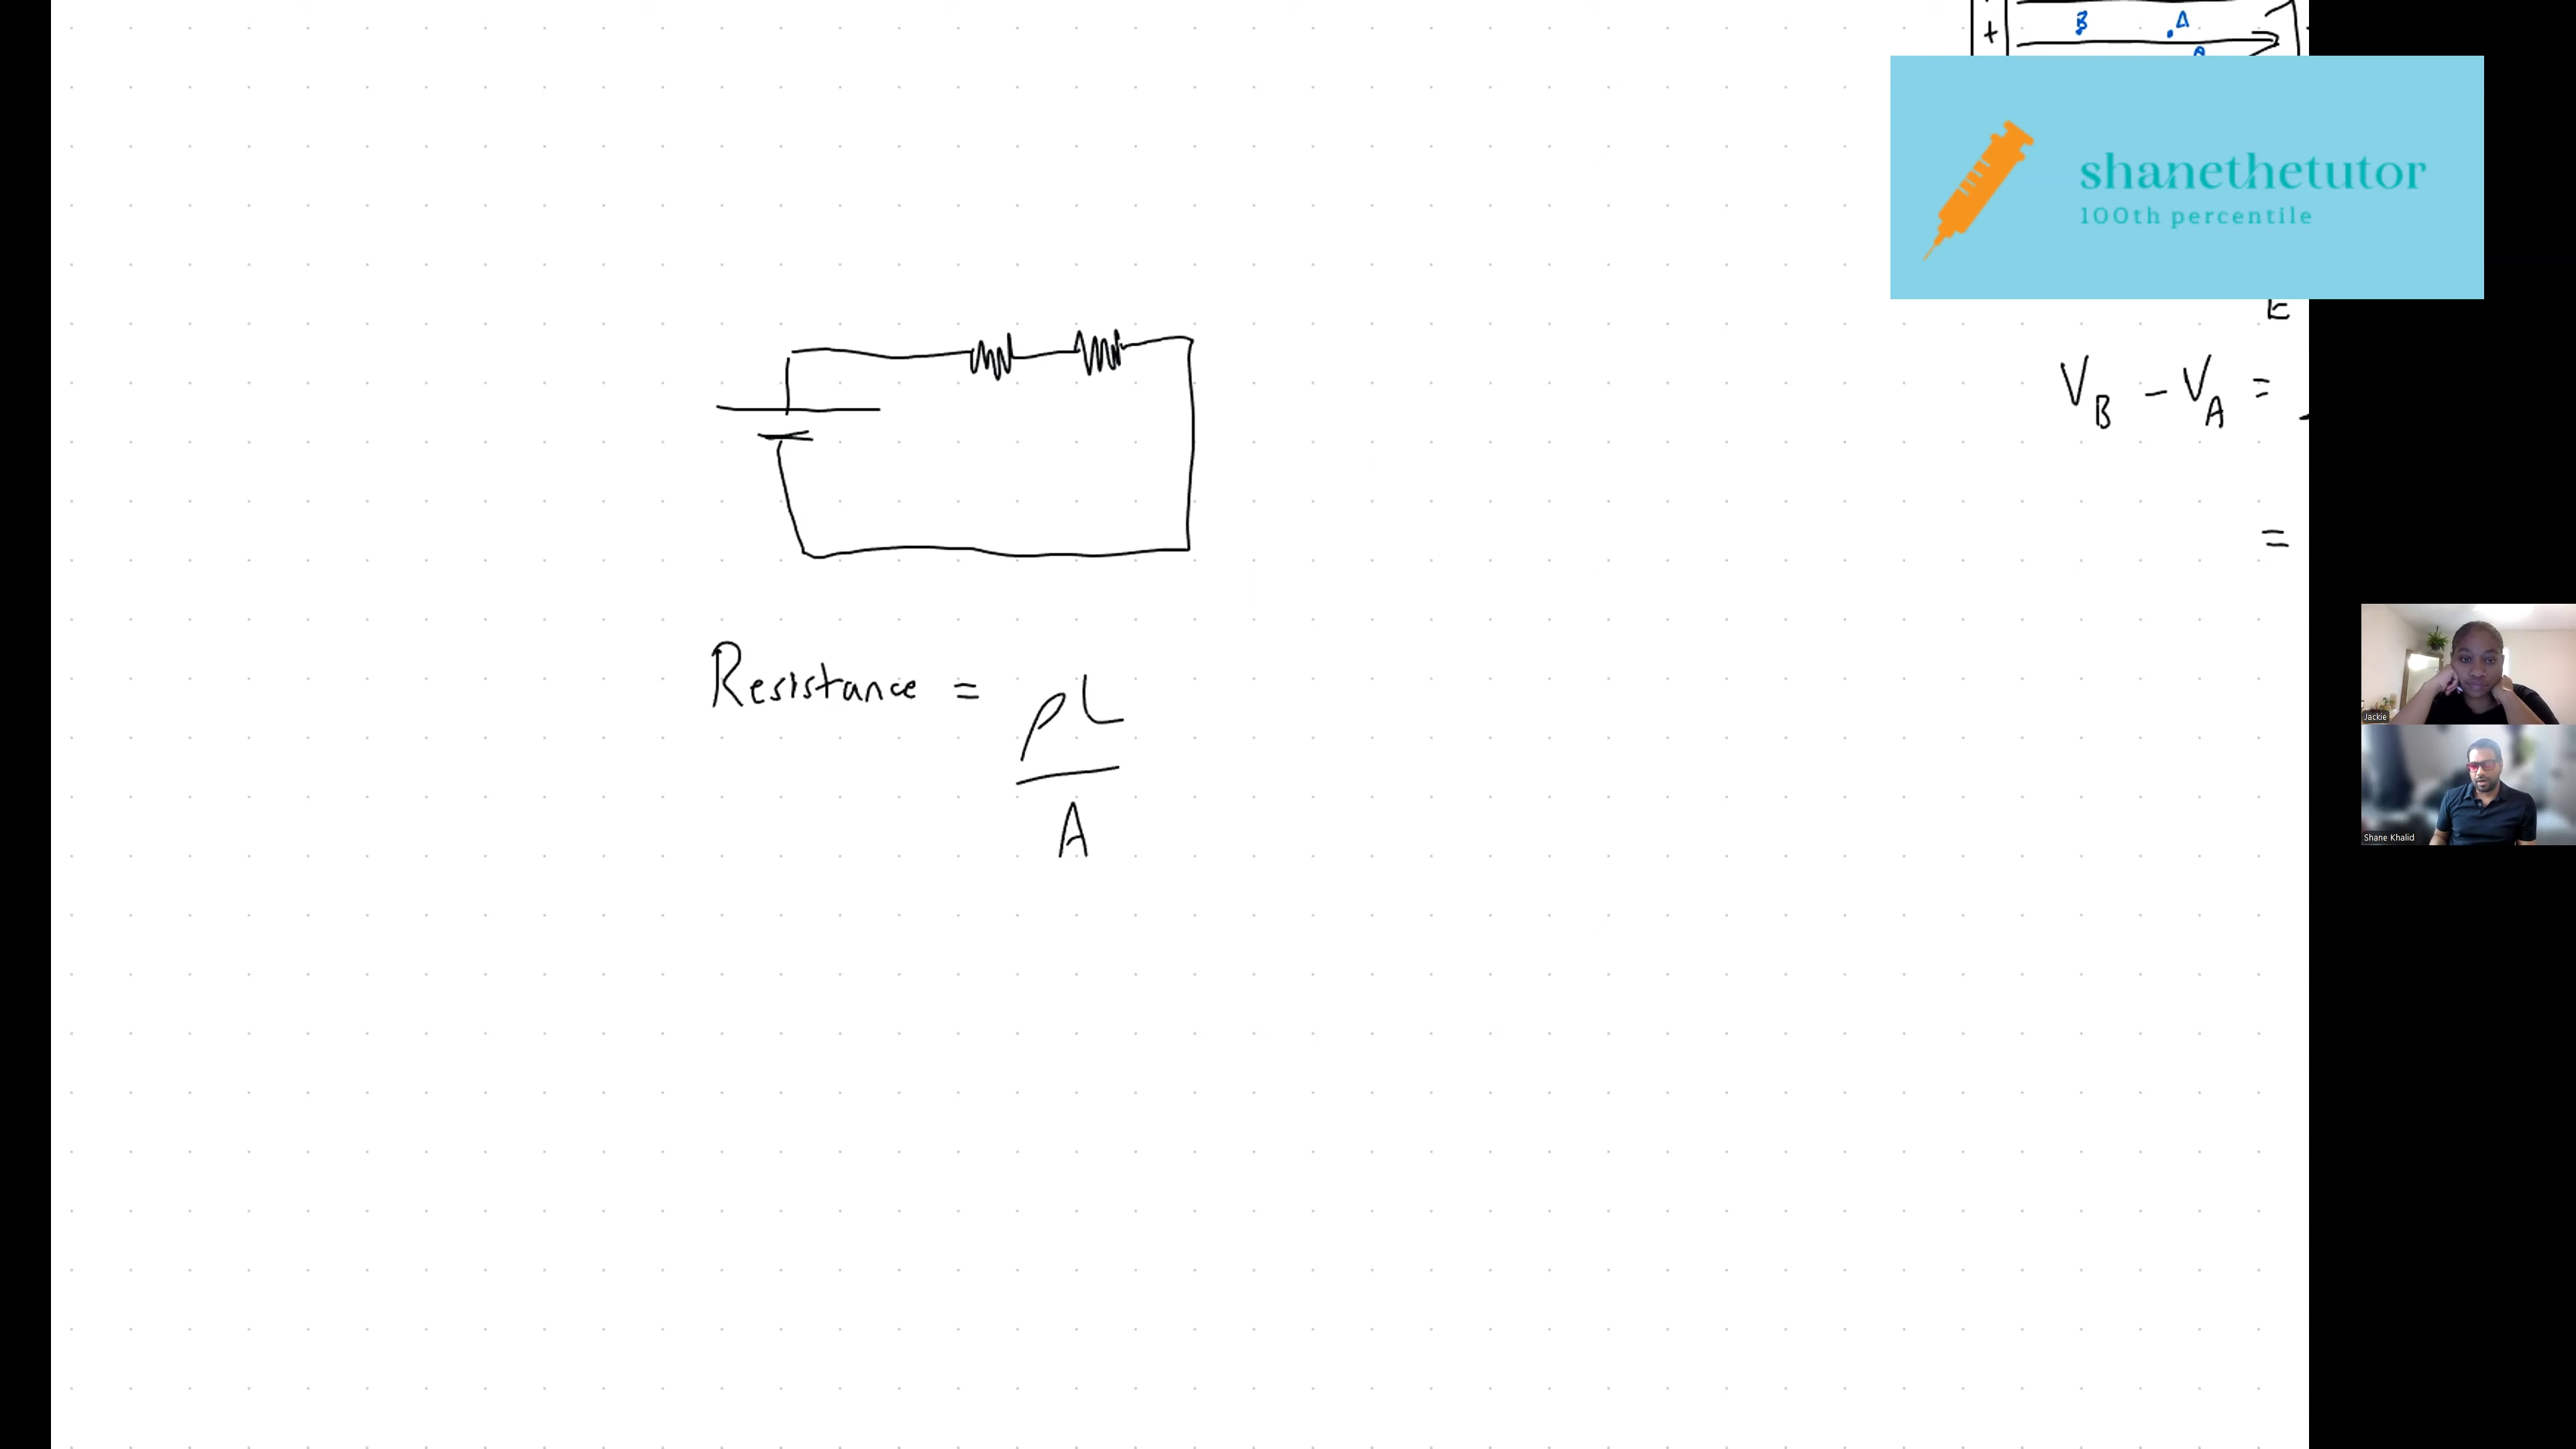 B A
+
shanethetutor
100th percentile
E
V_B - V_A =
=
Resistance = ρL
A
Jackie
Shane Khalid